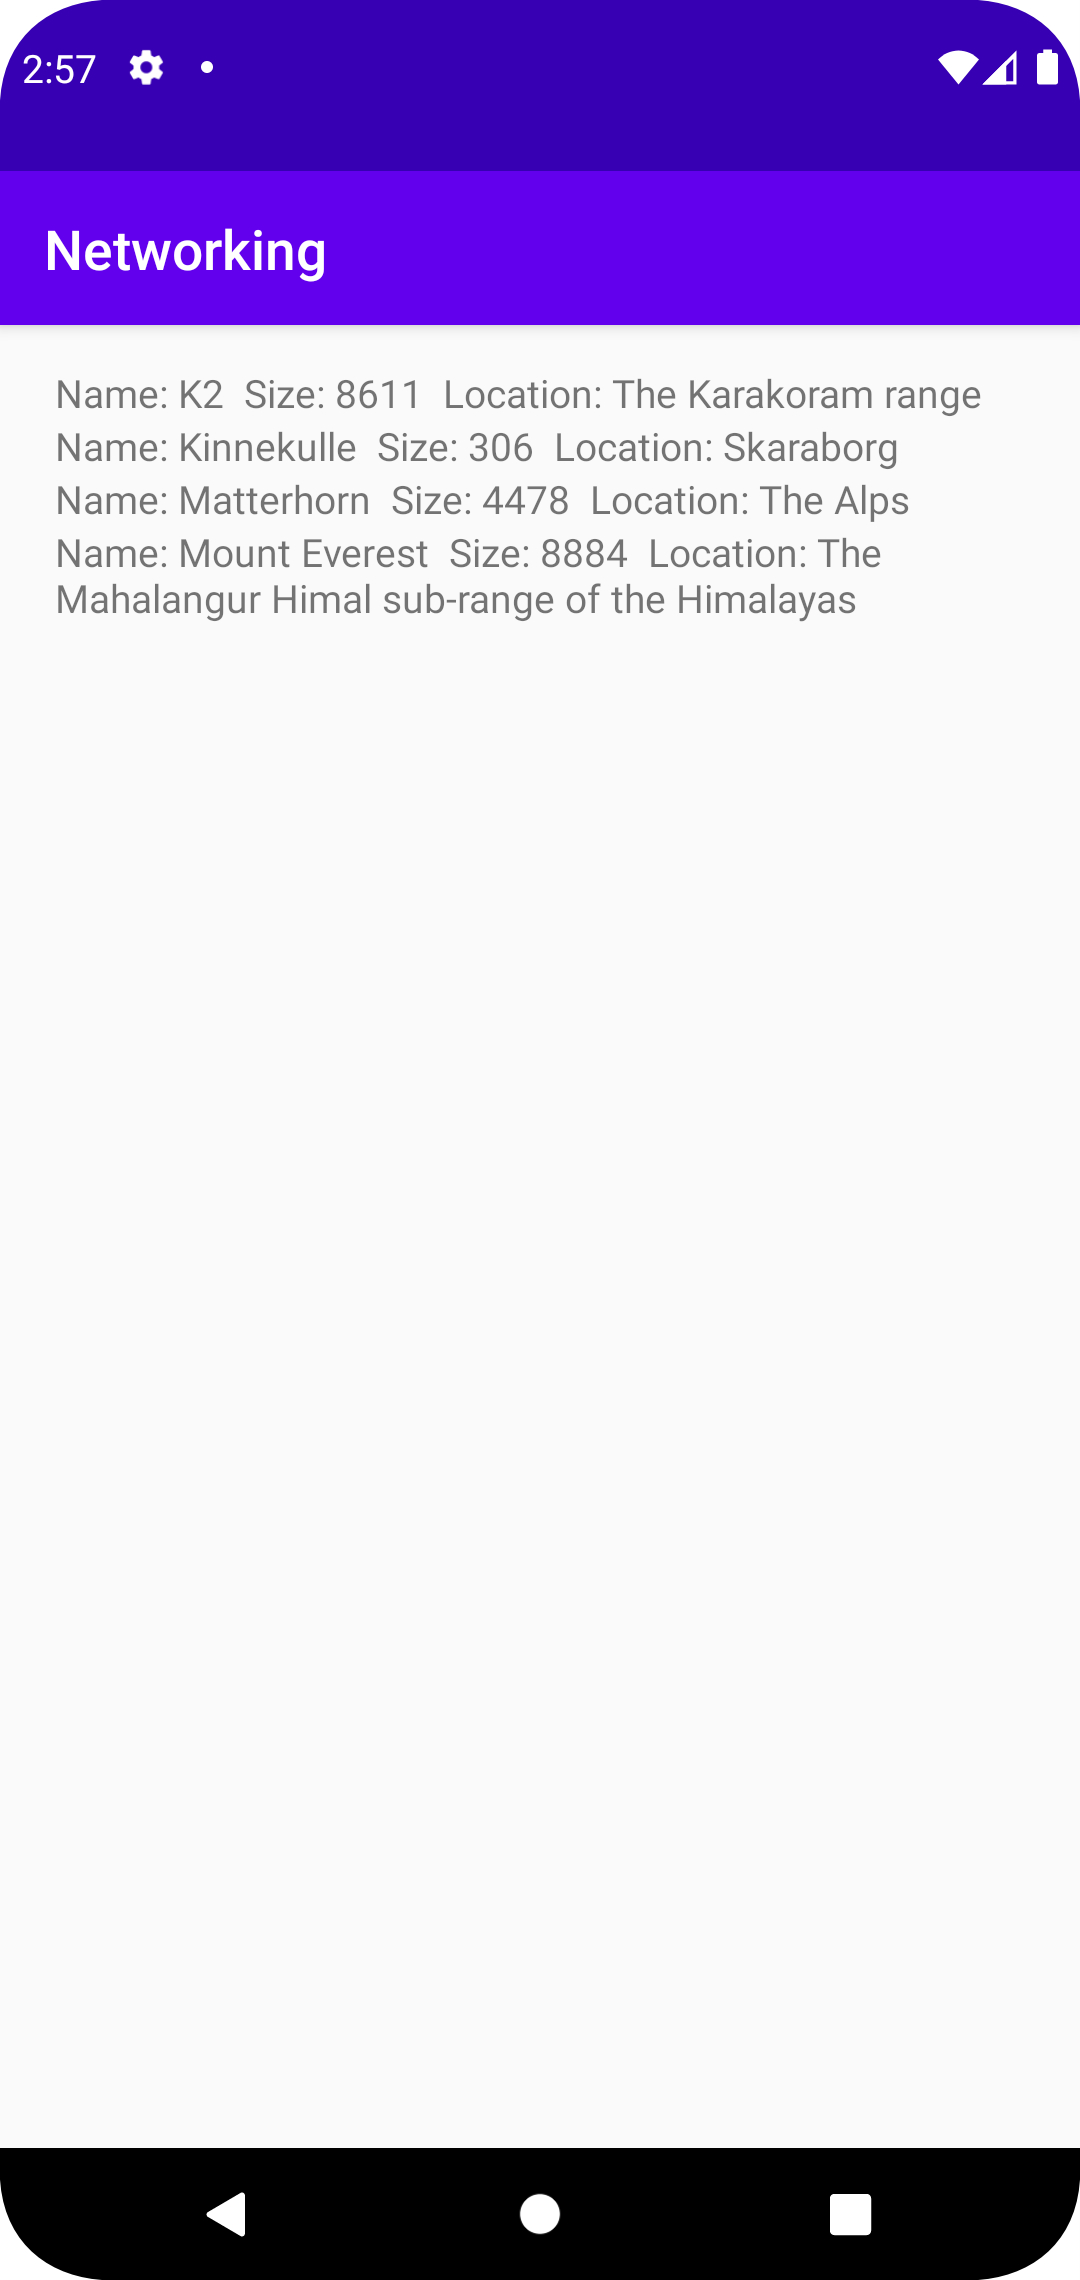 2:57
Networking
Name: K2  Size: 8611  Location: The Karakoram range
Name: Kinnekulle  Size: 306  Location: Skaraborg
Name: Matterhorn  Size: 4478  Location: The Alps
Name: Mount Everest  Size: 8884  Location: The
Mahalangur Himal sub-range of the Himalayas